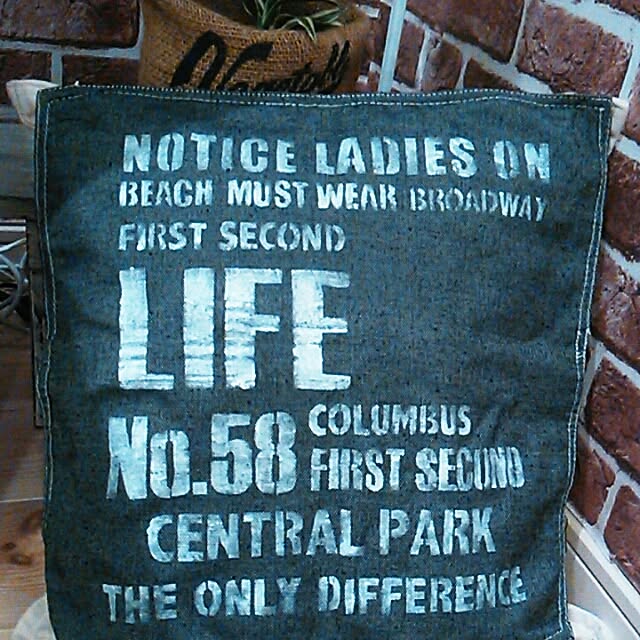 NOTICE LADIES ON
BEACH MUST WEAR BROADWAY
FIRST SECOND
LIFE
No.58
COLUMBUS
FIRST SECOND
CENTRAL PARK
THE ONLY DIFFERENCE